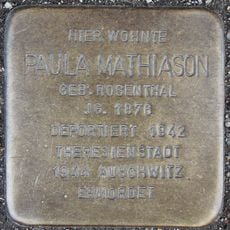 HIER WOHNTE
PAULA MATHIASON
GEB. ROSENTHAL
JG. 1876
DEPORTIERT 1942
THERESIENSTADT
1944 AUSCHWITZ
ERMORDET